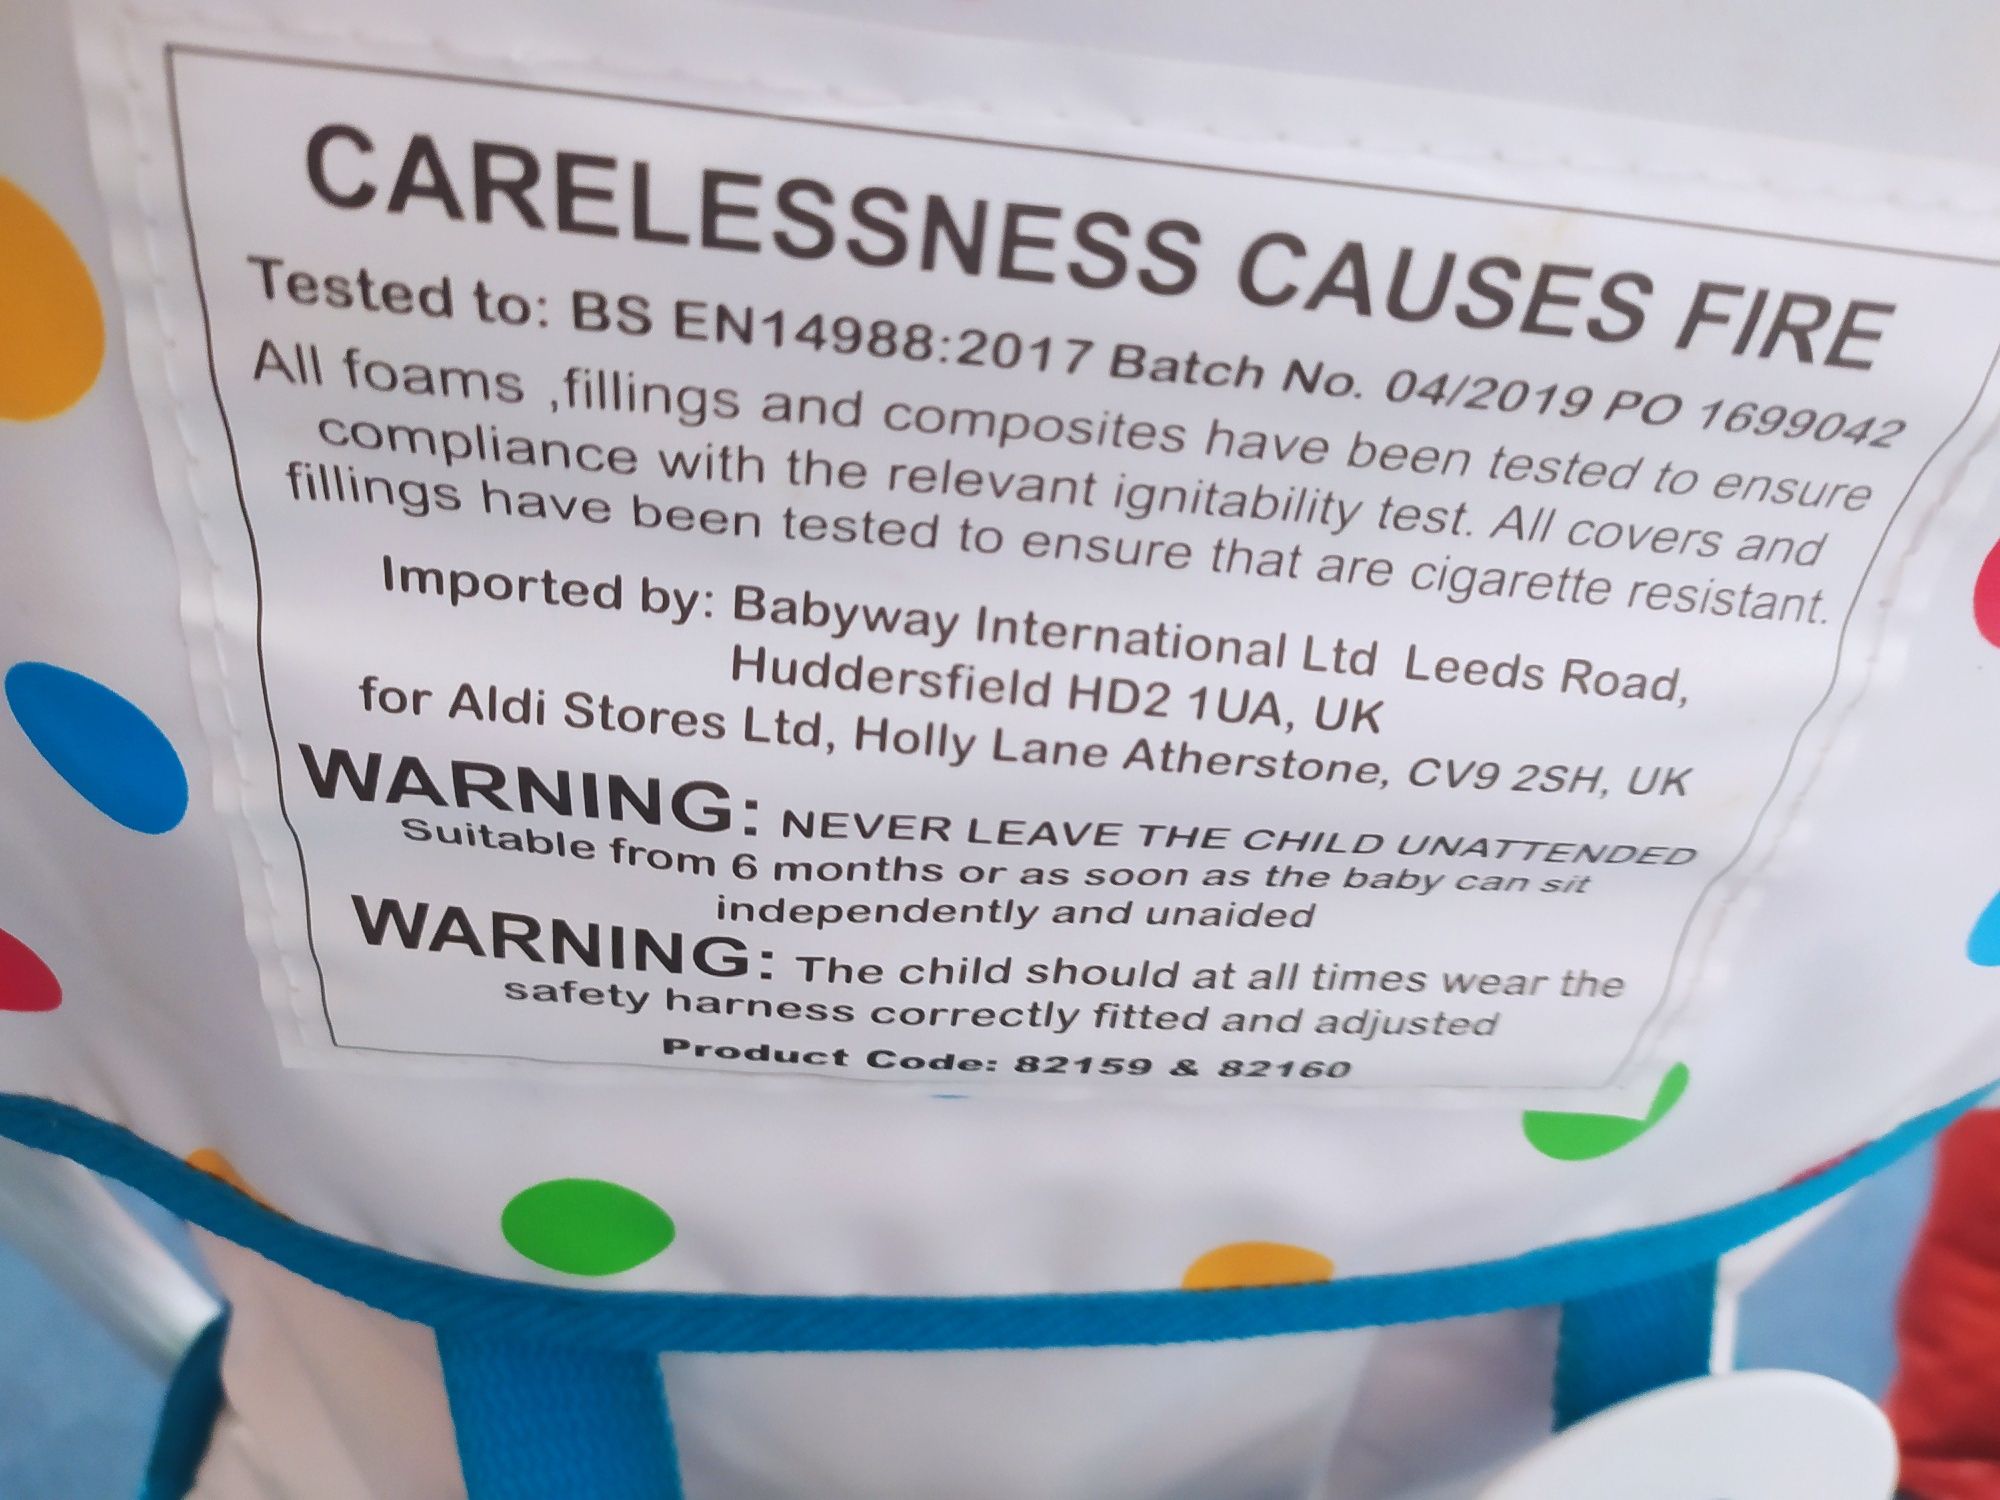 CARELESSNESS CAUSES FIRE
Tested to: BS EN14988:2017 Batch No. 04/2019 PO 1699042
All foams ,fillings and composites have been tested to ensure
compliance with the relevant ignitability test. All covers and
fillings have been tested to ensure that are cigarette resistant.
Imported by: Babyway International Ltd Leeds Road,
Huddersfield HD2 1UA, UK
for Aldi Stores Ltd, Holly Lane Atherstone, CV9 2SH, UK
WARNING: NEVER LEAVE THE CHILD UNATTENDED
Suitable from 6 months or as soon as the baby can sit
independently and unaided
WARNING: The child should at all times wear the
safety harness correctly fitted and adjusted
Product Code: 82159 & 82160